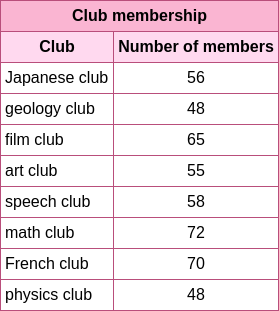 Club membership
Club Number of members
Japanese club 56
geology club 48
film club 65
art club 55
speech club 58
math club 72
French club 70
physics club 48